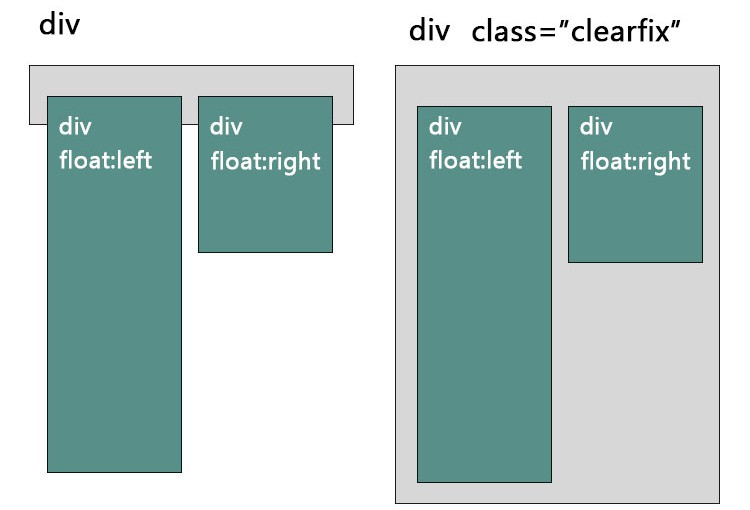 div
div class="clearfix"
div
float:left
div
float:right
div
float:left
div
float:right